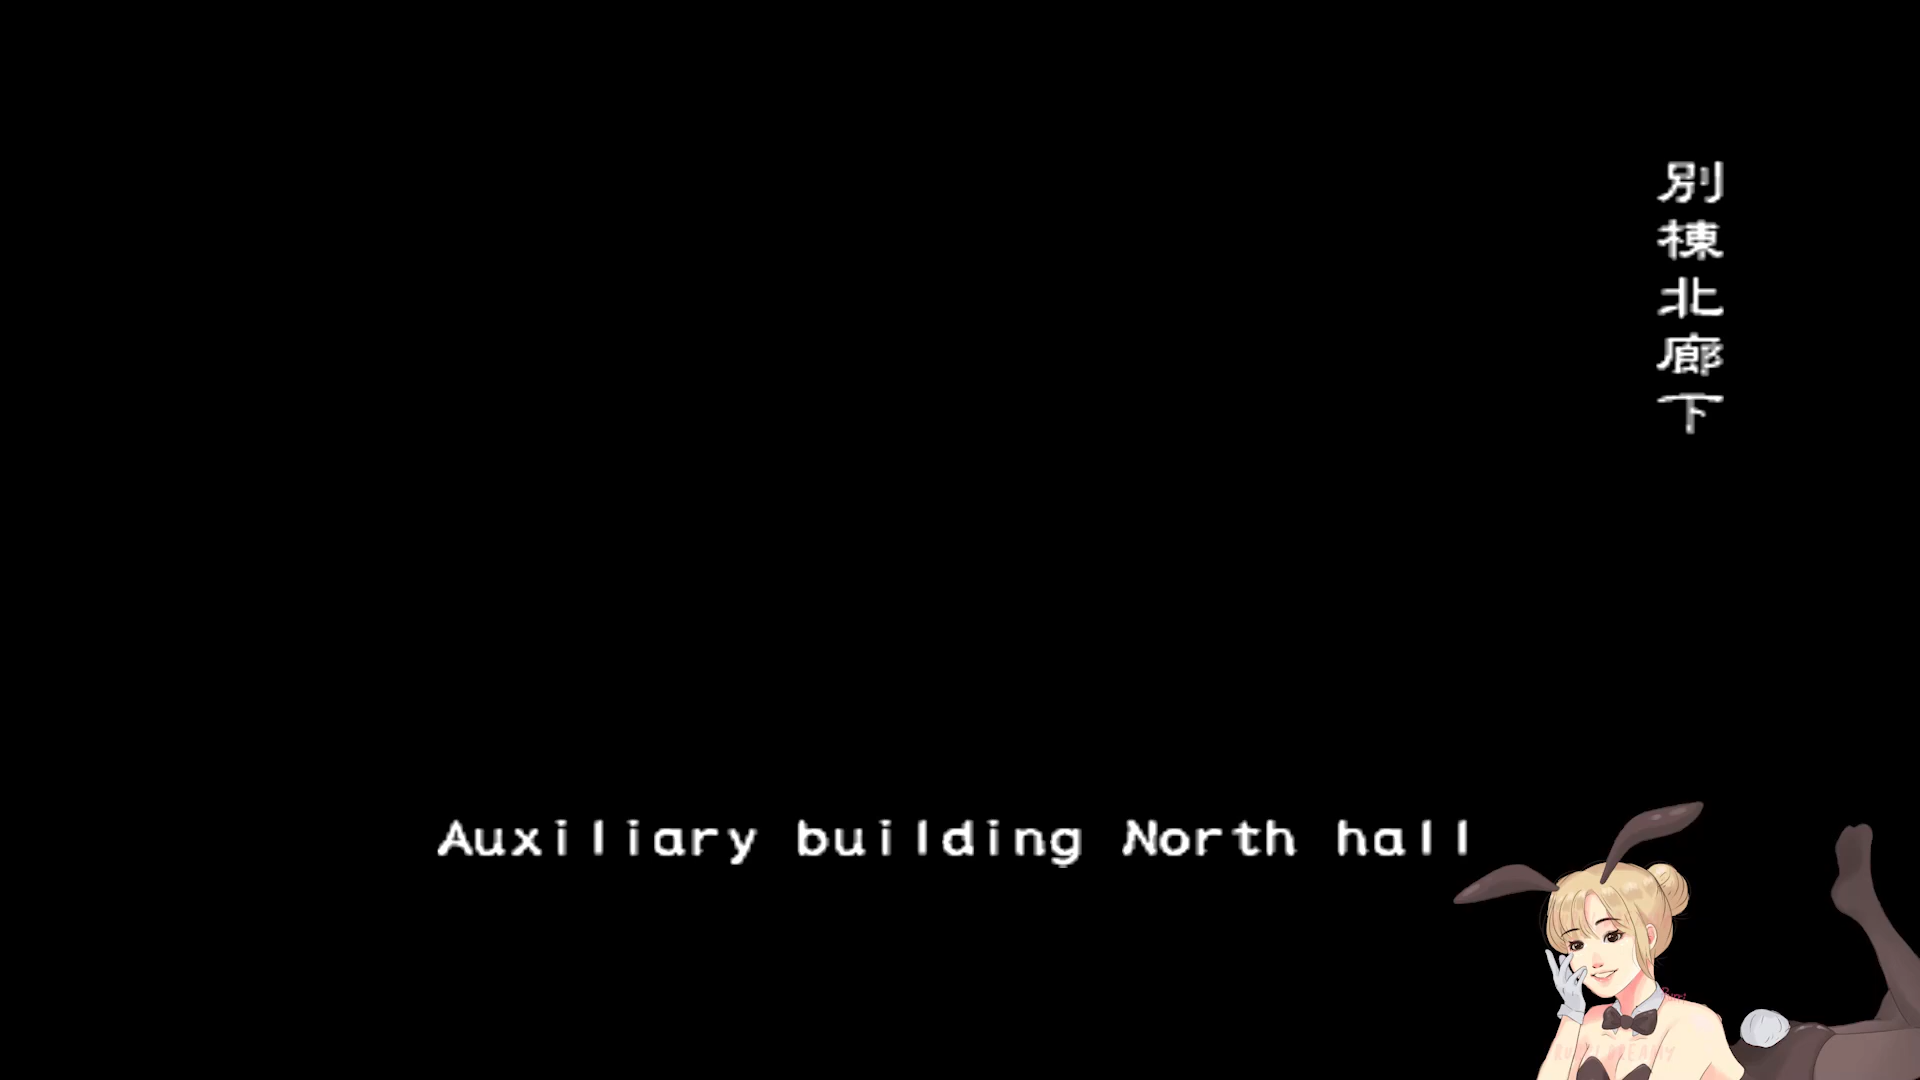 別棟北廊下
Auxiliary building North hall